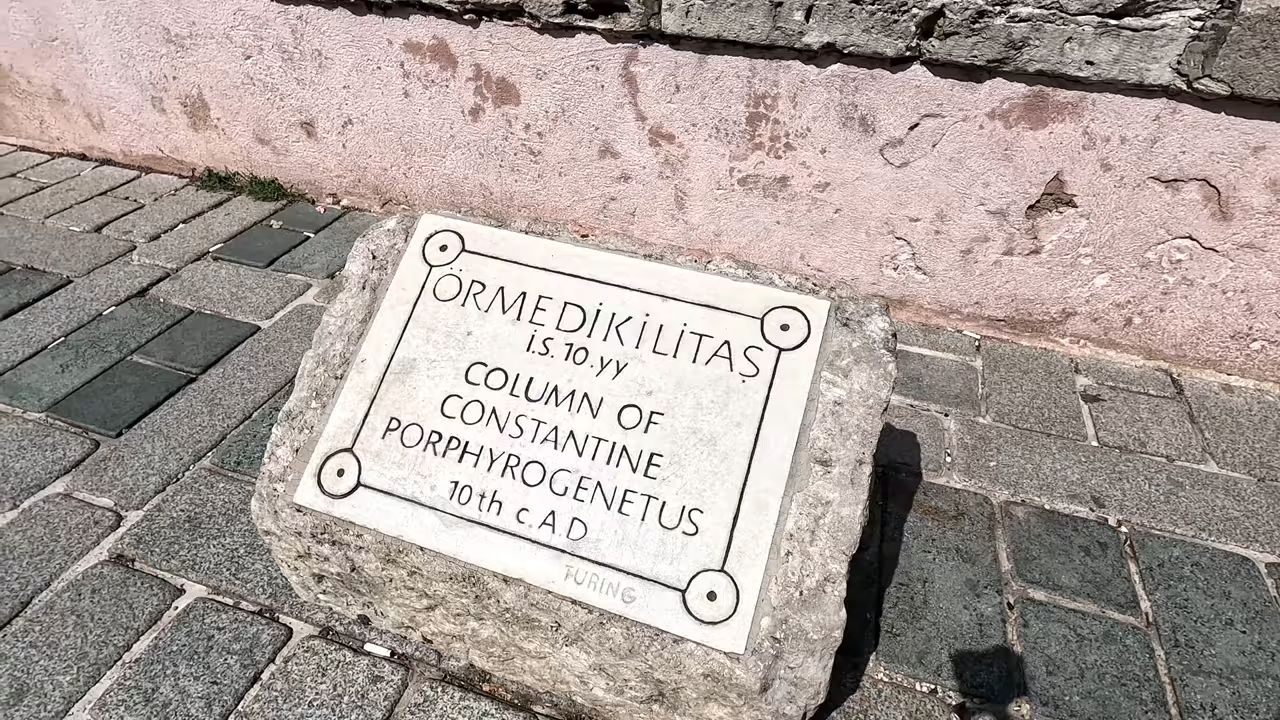 ÖRMEDİKİLİTAŞ
İ.S. 10.yy
COLUMN OF
CONSTANTINE
PORPHYROGENETUS
10th c.A.D
TURING